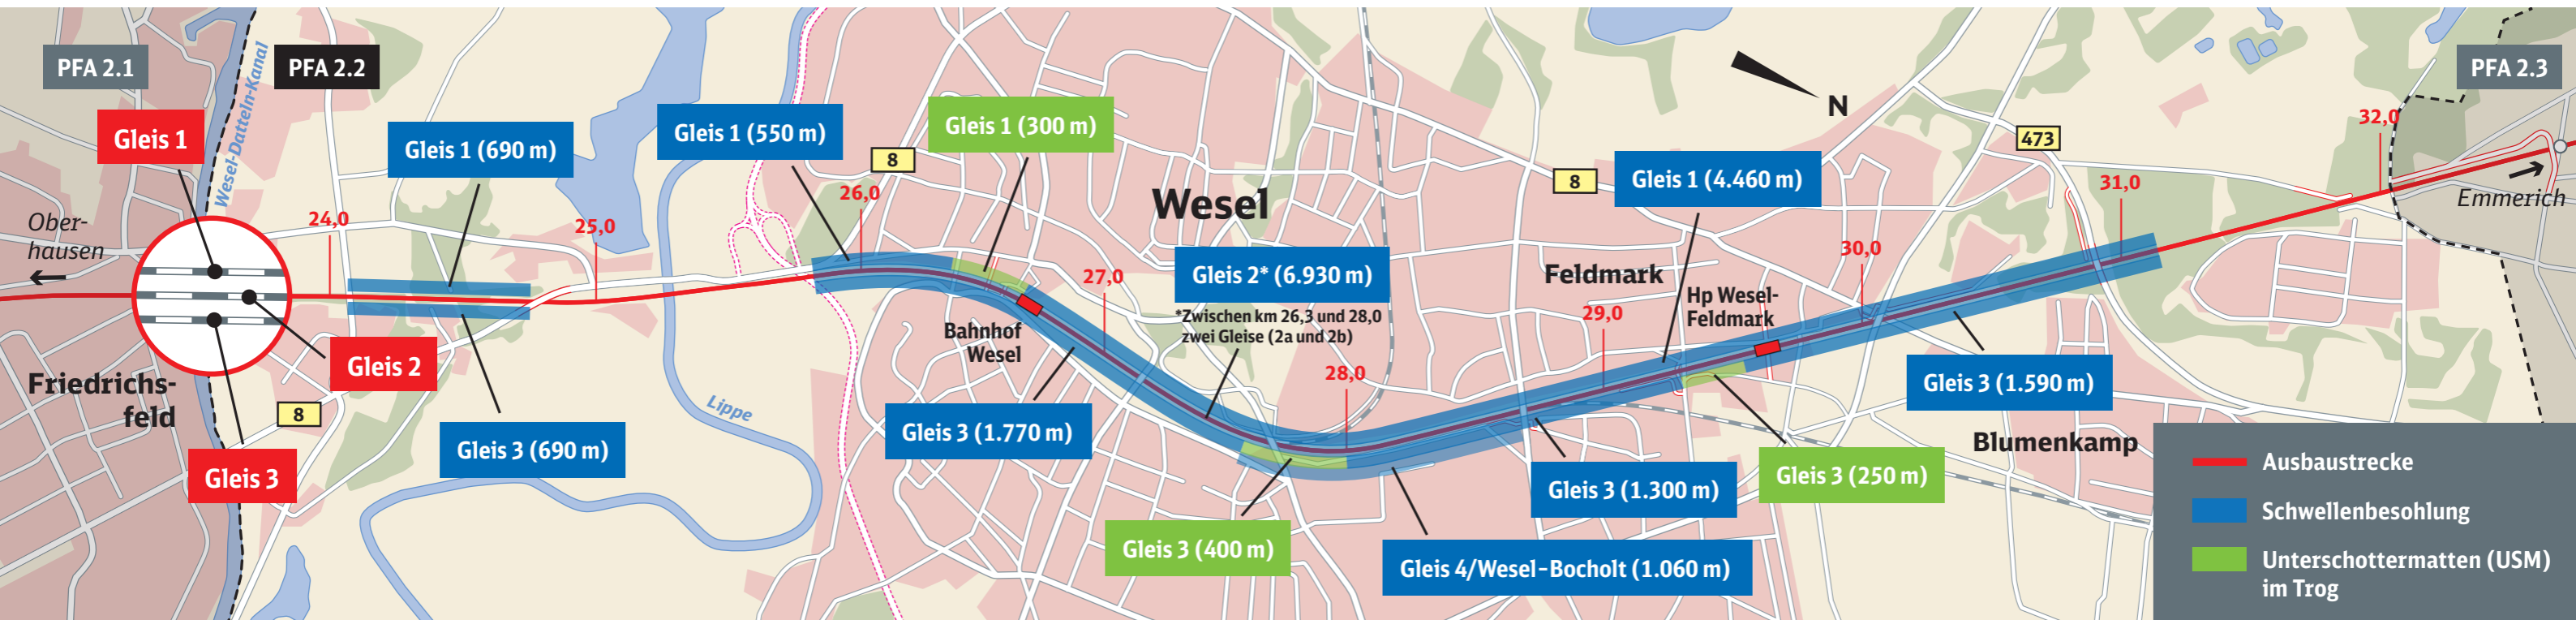 PFA 2.1
PFA 2.2
PFA 2.3
Wesel-Datteln-Kanal
Gleis 1
Ober-
hausen
24,0
Gleis 1 (690 m)
25,0
Gleis 1 (550 m)
26,0
8
Gleis 1 (300 m)
Wesel
8
Gleis 1 (4.460 m)
N
473
32,0
31,0
Emmerich
27,0
Gleis 2* (6.930 m)
*Zwischen km 26,3 und 28,0
zwei Gleise (2a und 2b)
Feldmark
29,0
Hp Wesel-
Feldmark
30,0
Bahnhof
Wesel
28,0
Gleis 2
Friedrichs-
feld
8
Gleis 3
Gleis 3 (690 m)
Lippe
Gleis 3 (1.770 m)
Gleis 3 (400 m)
Gleis 4/Wesel-Bocholt (1.060 m)
Gleis 3 (1.300 m)
Gleis 3 (250 m)
Gleis 3 (1.590 m)
Blumenkamp
Ausbaustrecke
Schwellenbesohlung
Unterschottermatten (USM)
im Trog